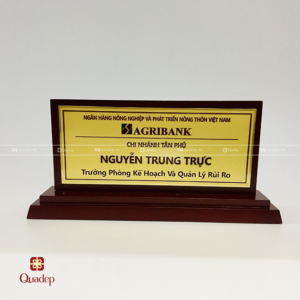 NGÂN HÀNG NÔNG NGHIỆP VÀ PHÁT TRIỂN NÔNG THÔN VIỆT NAM
AGRIBANK
CHI NHÁNH TÂN PHÚ
NGUYỄN TRUNG TRỰC
Trưởng Phòng Kế Hoạch Và Quản Lý Rủi Ro
Quadep